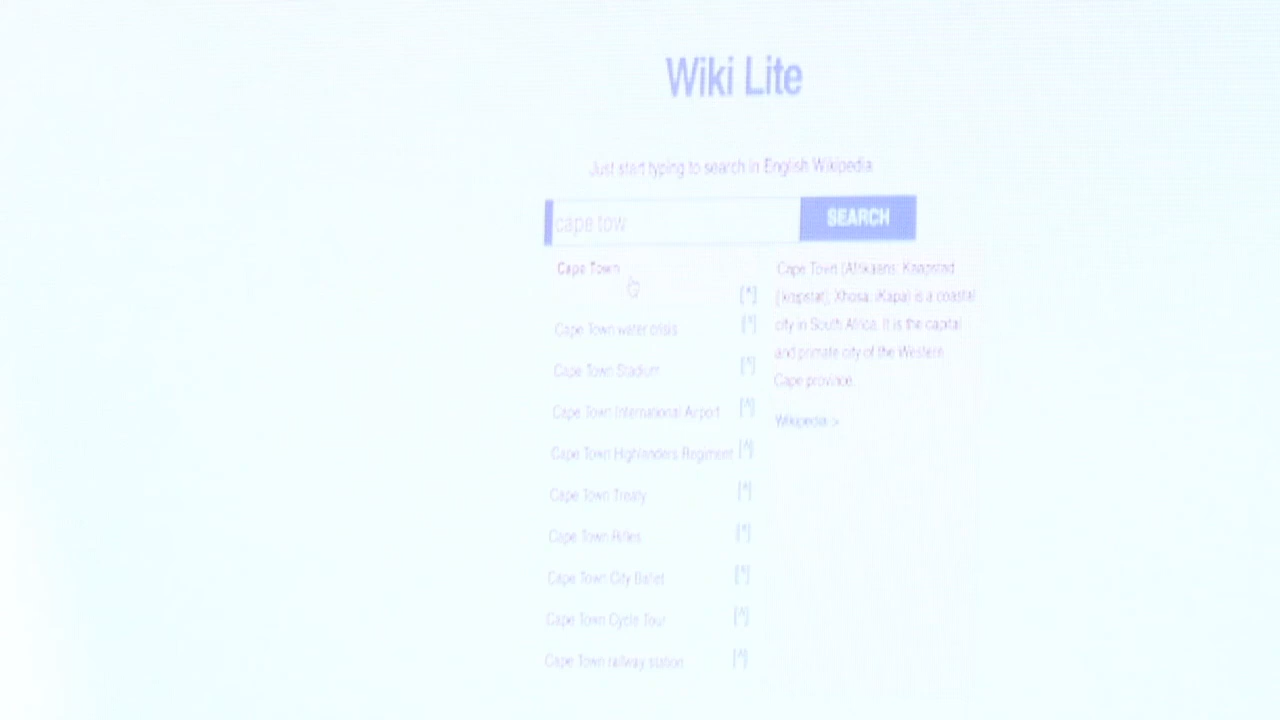 Wiki Lite
Just start typing to search in English Wikipedia
cape tow
SEARCH
Cape Town
[^]
Cape Town water crisis [^]
Cape Town Stadium [^]
Cape Town International Airport [^]
Cape Town Highlanders Regiment [^]
Cape Town Treaty [^]
Cape Town Rifles [^]
Cape Town City Ballet [^]
Cape Town Cycle Tour [^]
Cape Town railway station [^]
Cape Town (Afrikaans: Kaapstad
Xhosa: iKapa) is a coastal
city in South Africa. It is the capital
and primate city of the Western
Cape province.
Wikipedia >